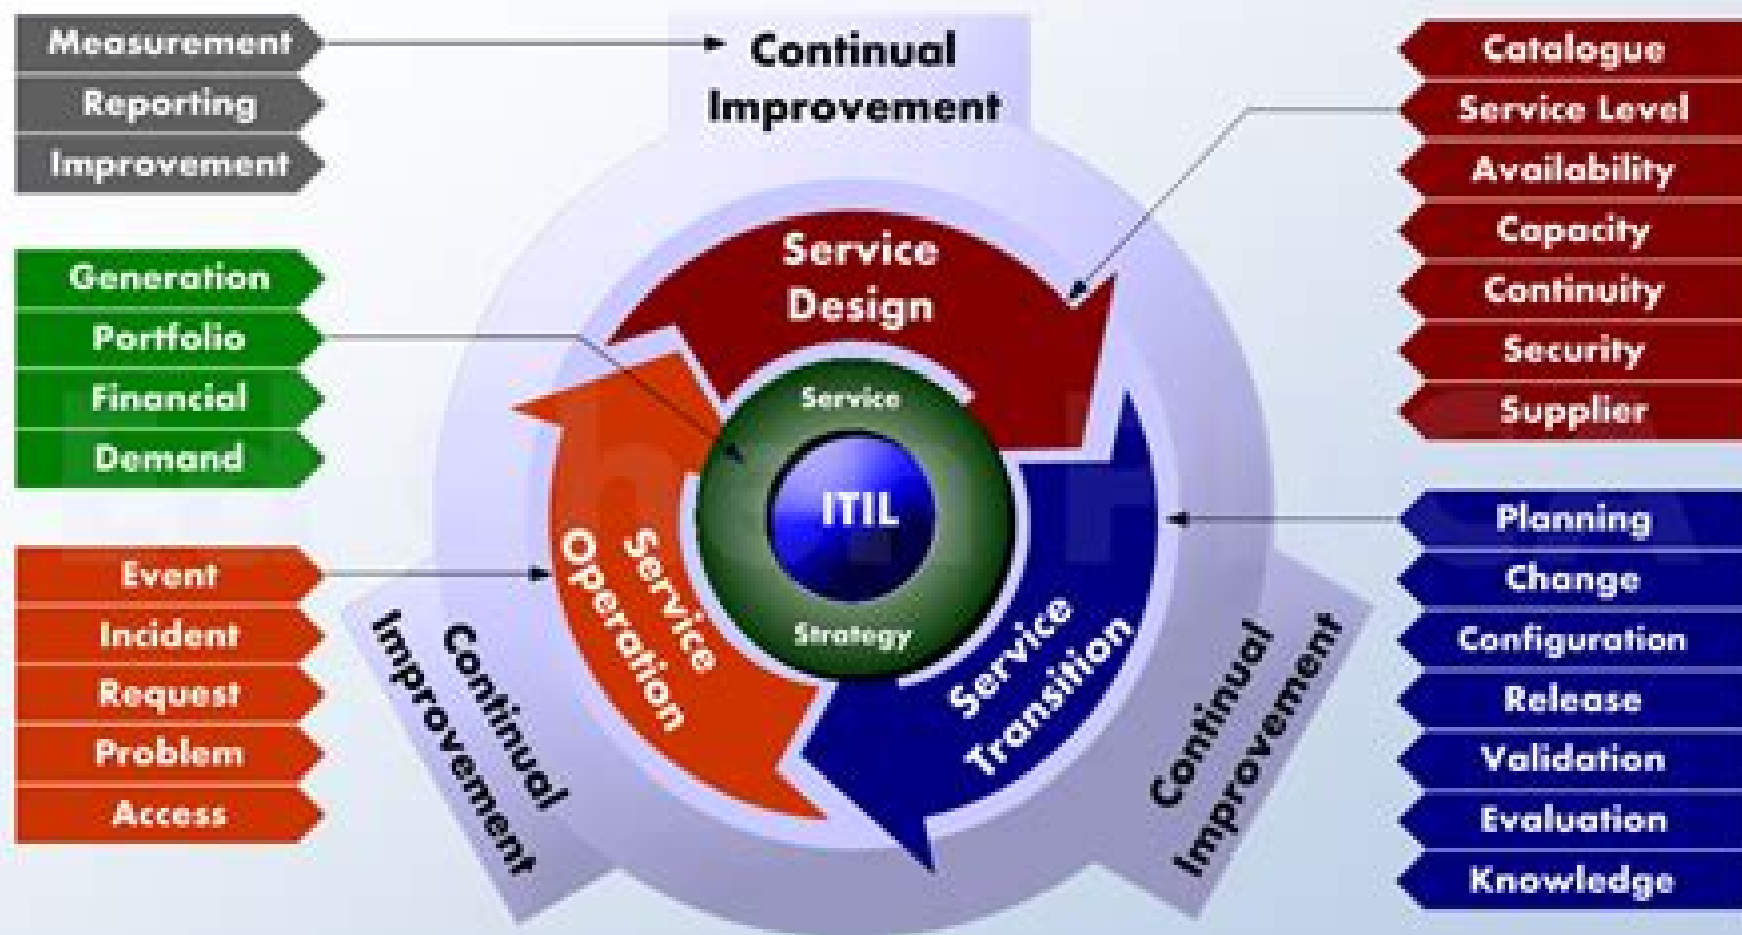 Measurement
Reporting
Improvement
Generation
Portfolio
Financial
Demand
Event
Incident
Request
Problem
Access
Continual
Improvement
Service
Design
Service
Strategy
ITIL
Service
Operation
Service
Transition
Continual
Improvement
Continual
Improvement
Catalogue
Service Level
Availability
Capacity
Continuity
Security
Supplier
Planning
Change
Configuration
Release
Validation
Evaluation
Knowledge